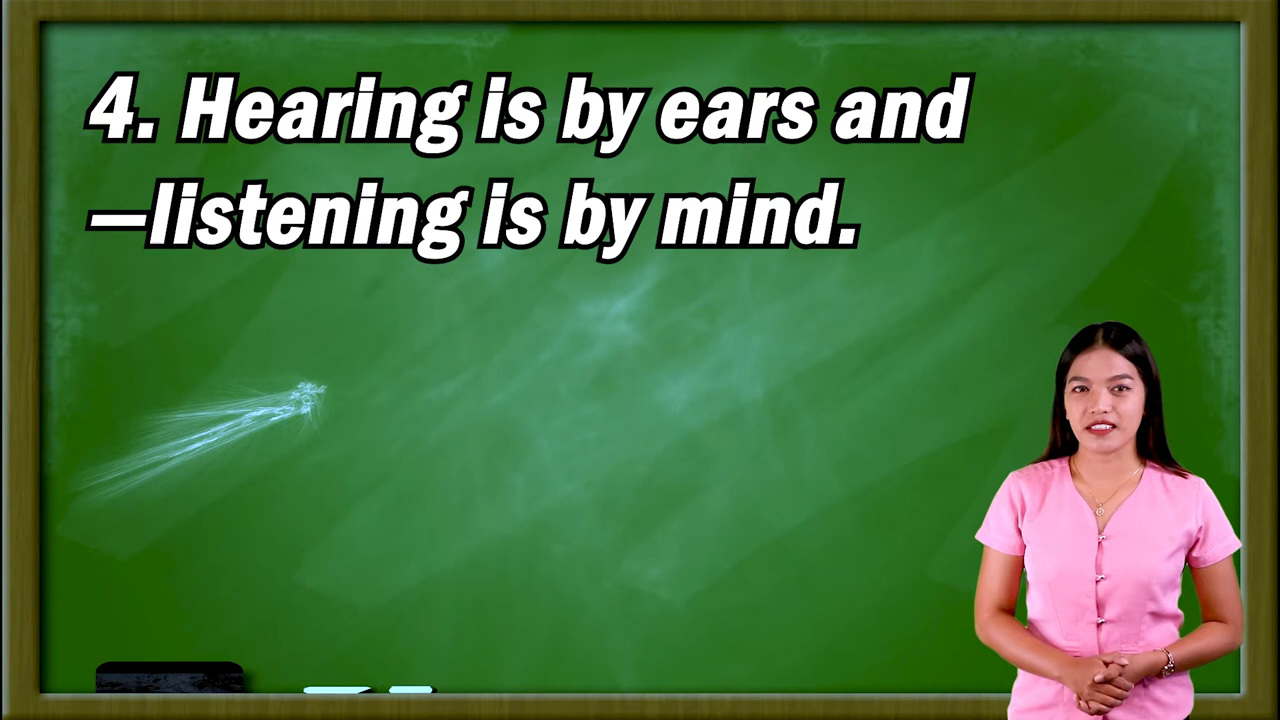 4. Hearing is by ears and
—listening is by mind.